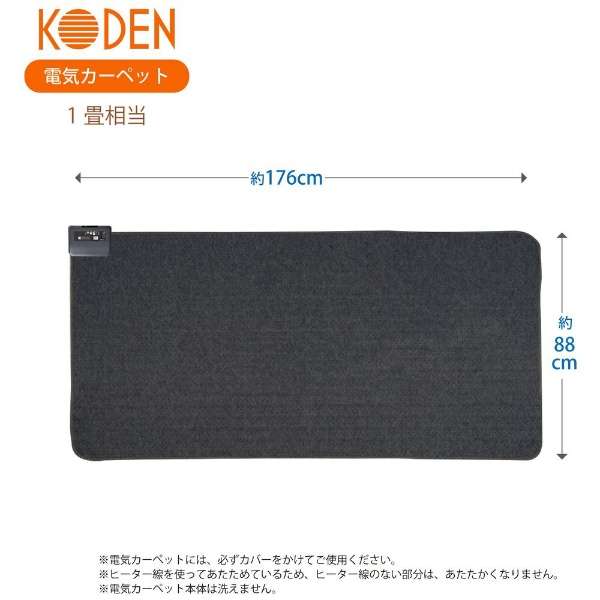 KODEN
電気カーペット
1畳相当
約176cm
約
88
cm
※電気カーペットには、必ずカバーをかけてご使用ください。
※ヒーター線を使ってあたためているため、ヒーター線のない部分は、あたたかくなりません。
※電気カーペット本体は洗えません。